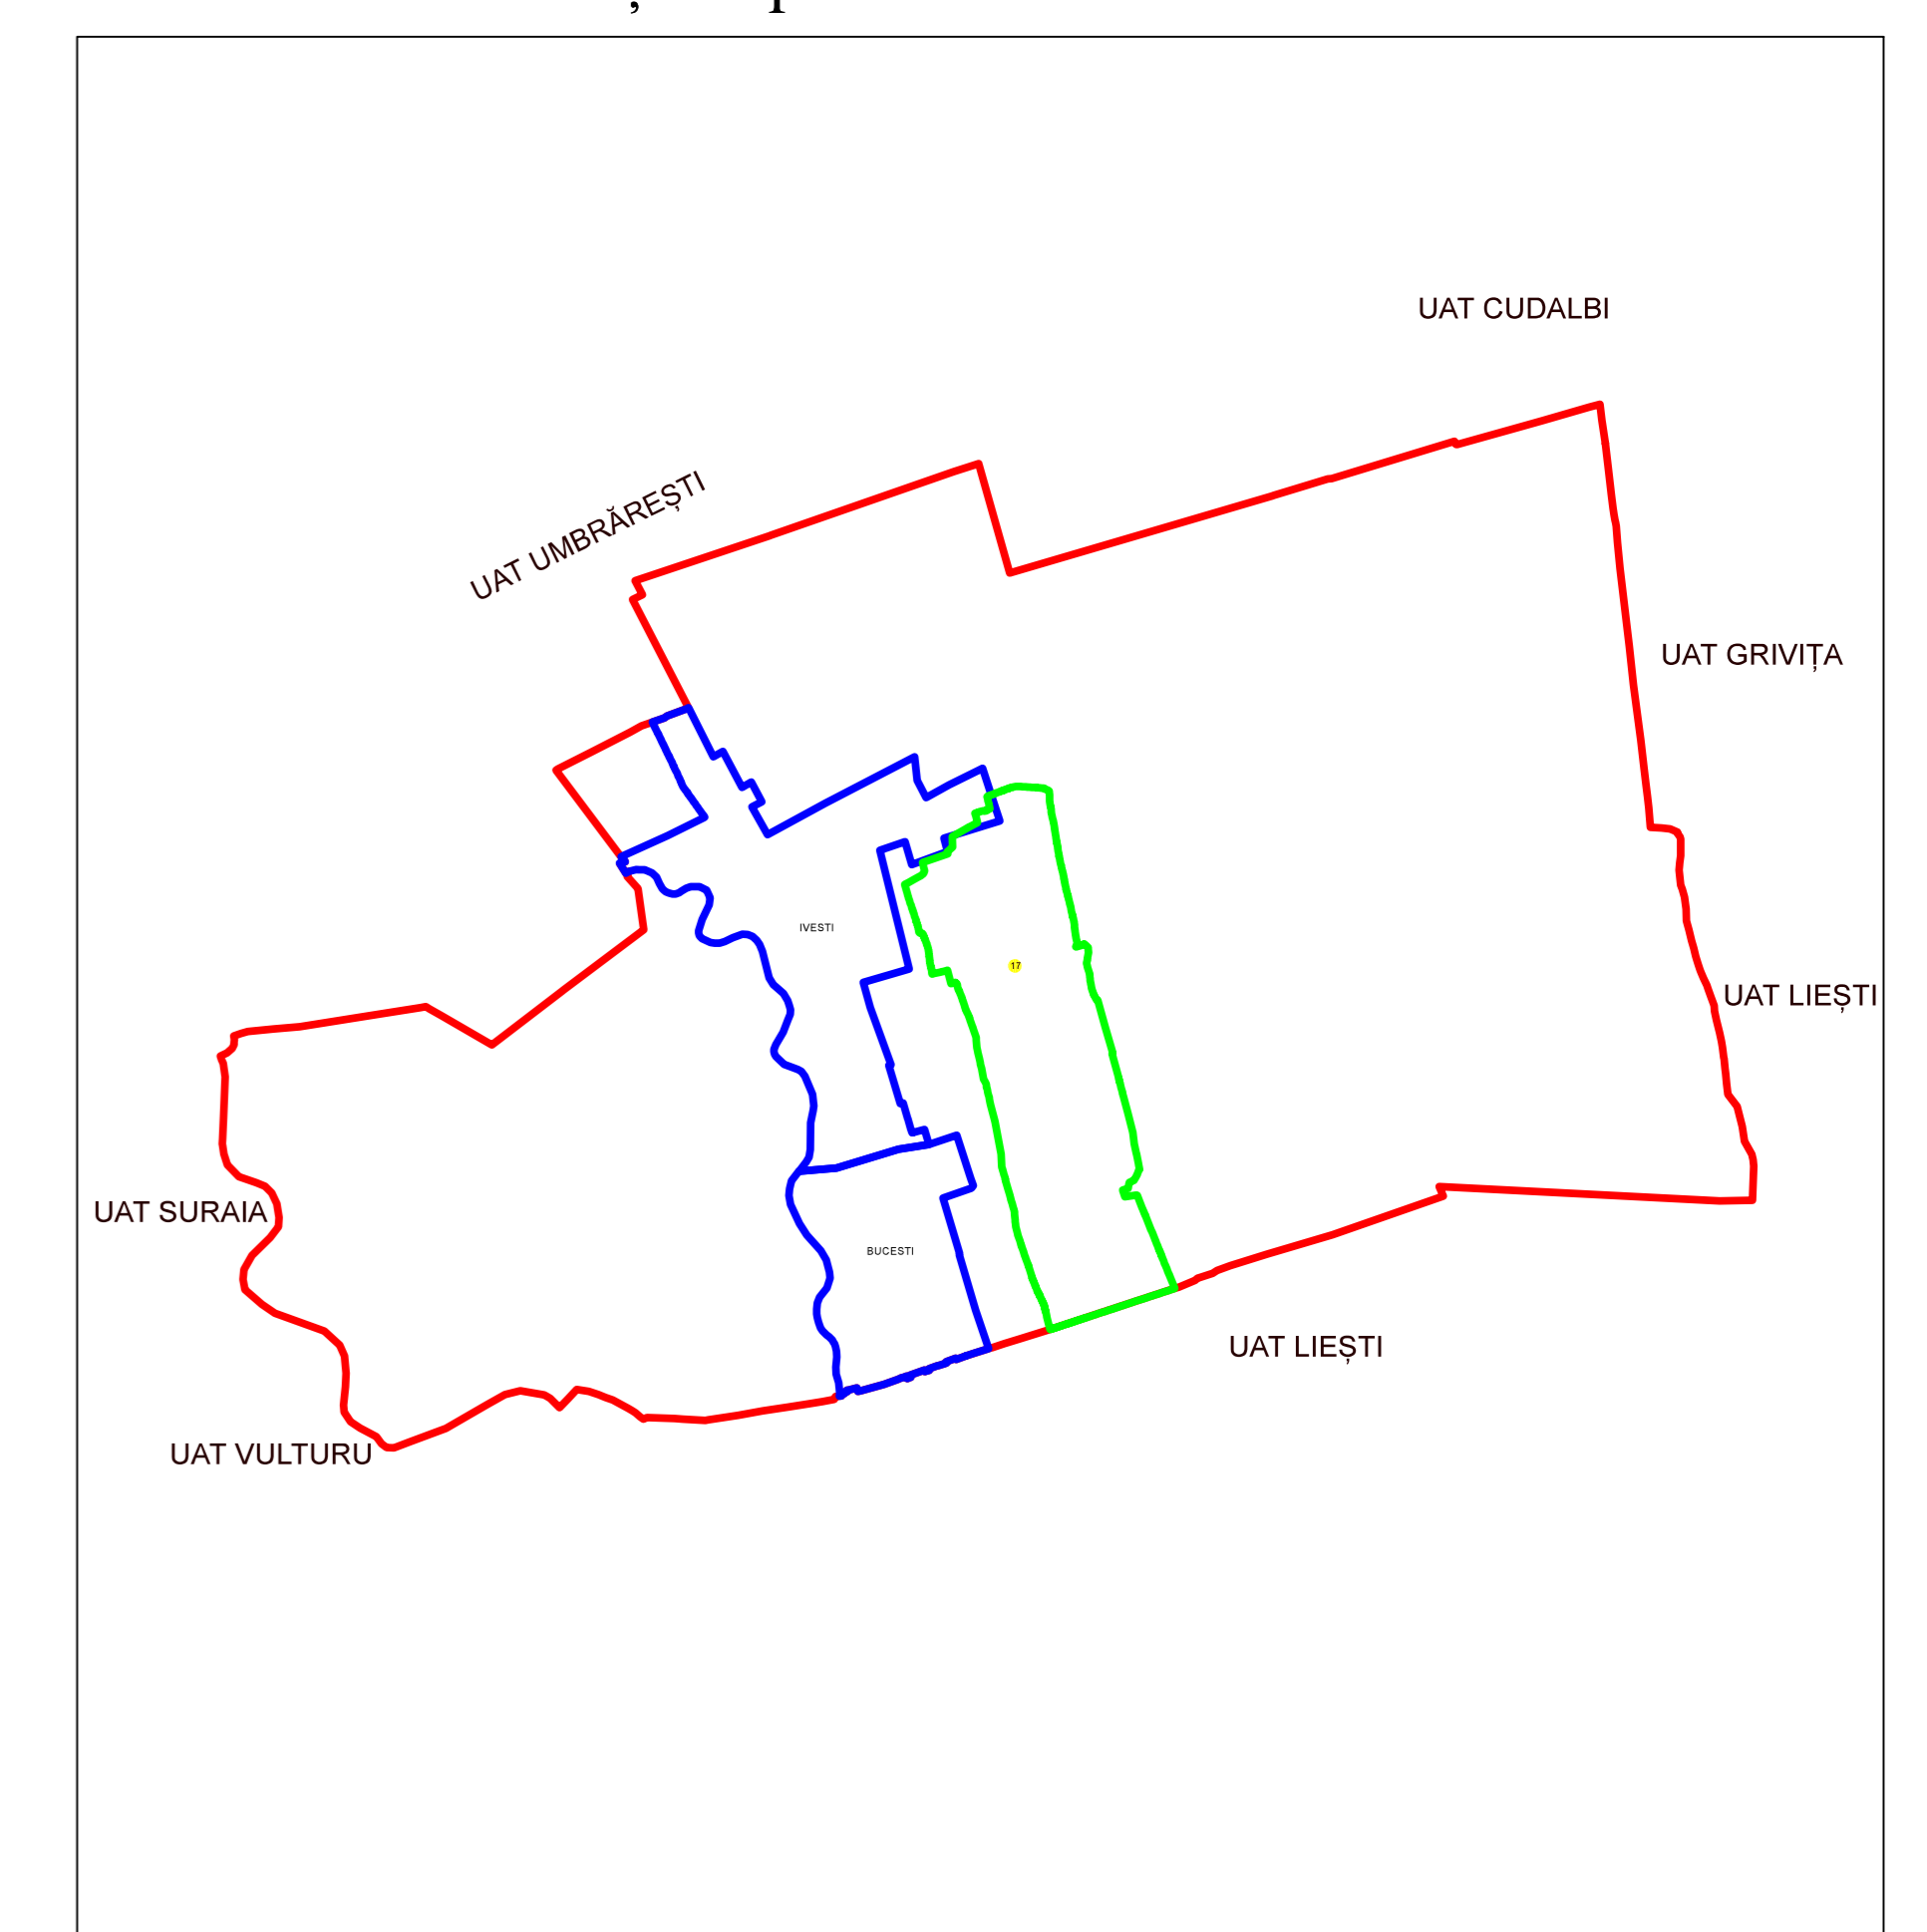 UAT CUDALBI
UAT UMBRĂREȘTI
UAT GRIVIȚA
IVESTI
17
UAT LIEȘTI
UAT SURAIA
BUCESTI
UAT LIEȘTI
UAT VULTURU